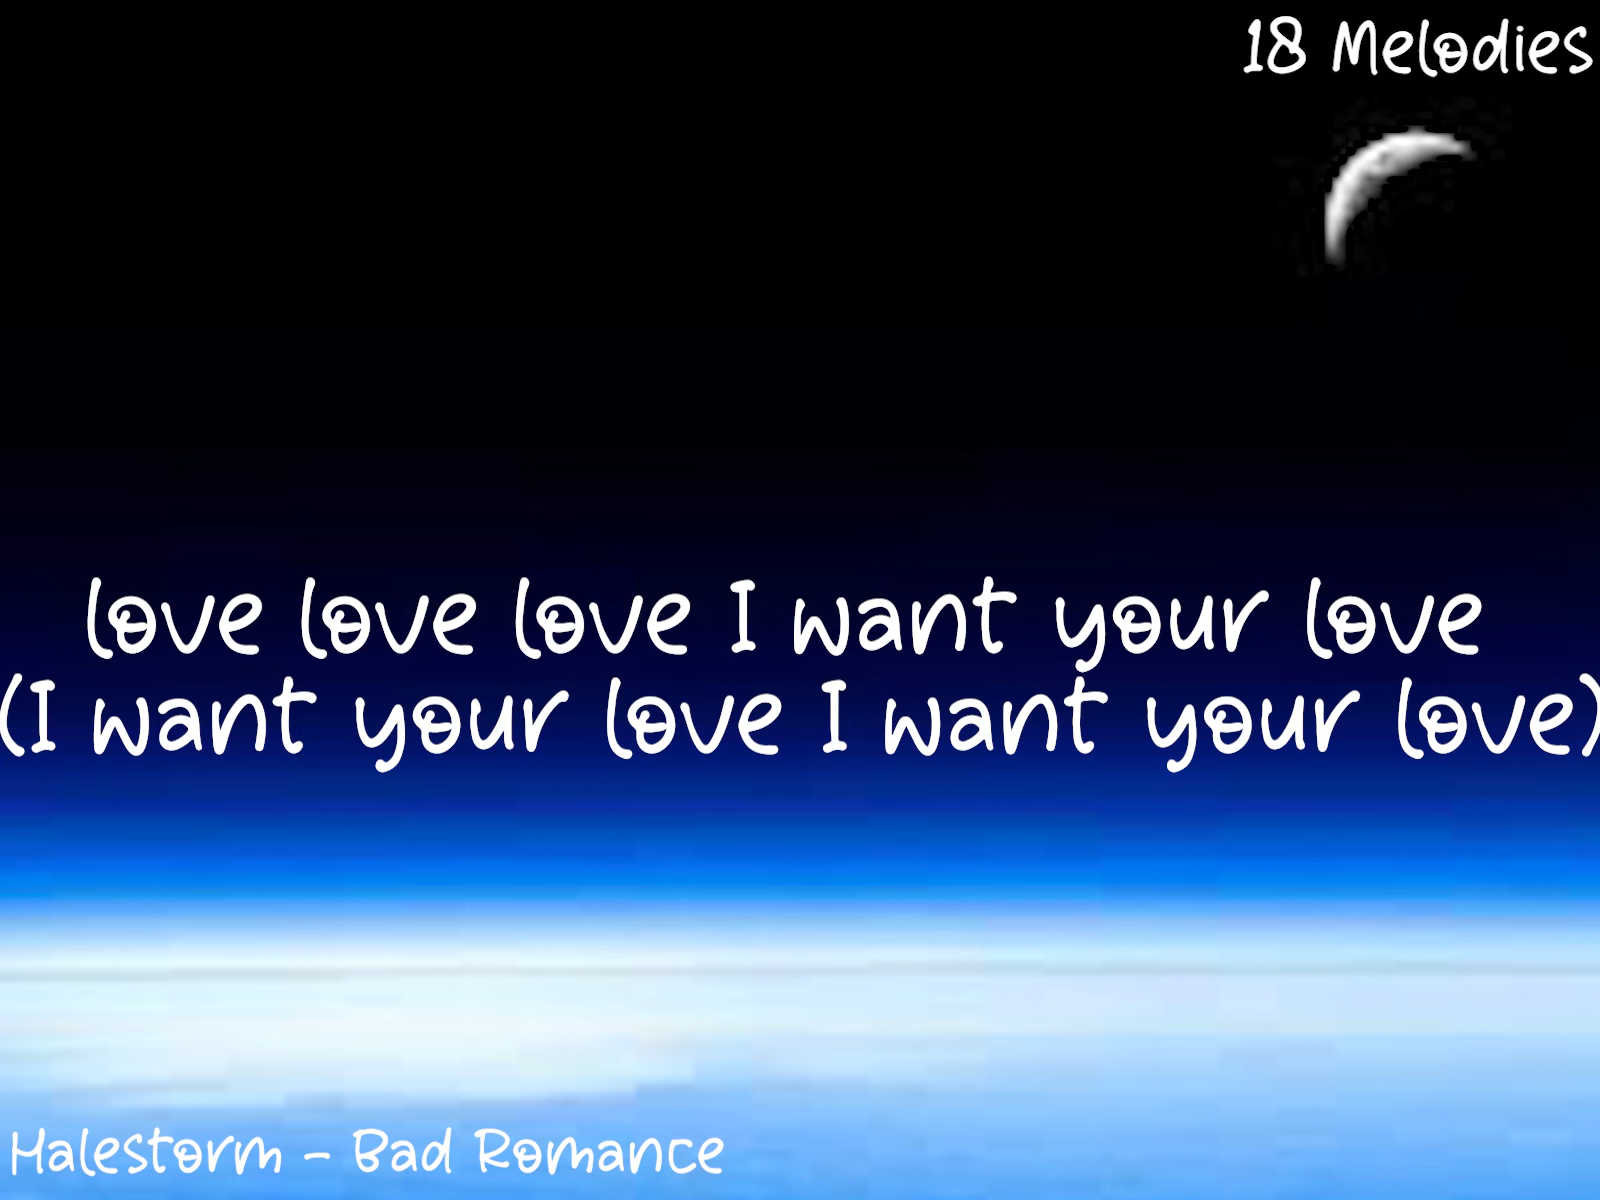 18 Melodies
love love love I want your love
(I want your love I want your love)
Halestorm - Bad Romance